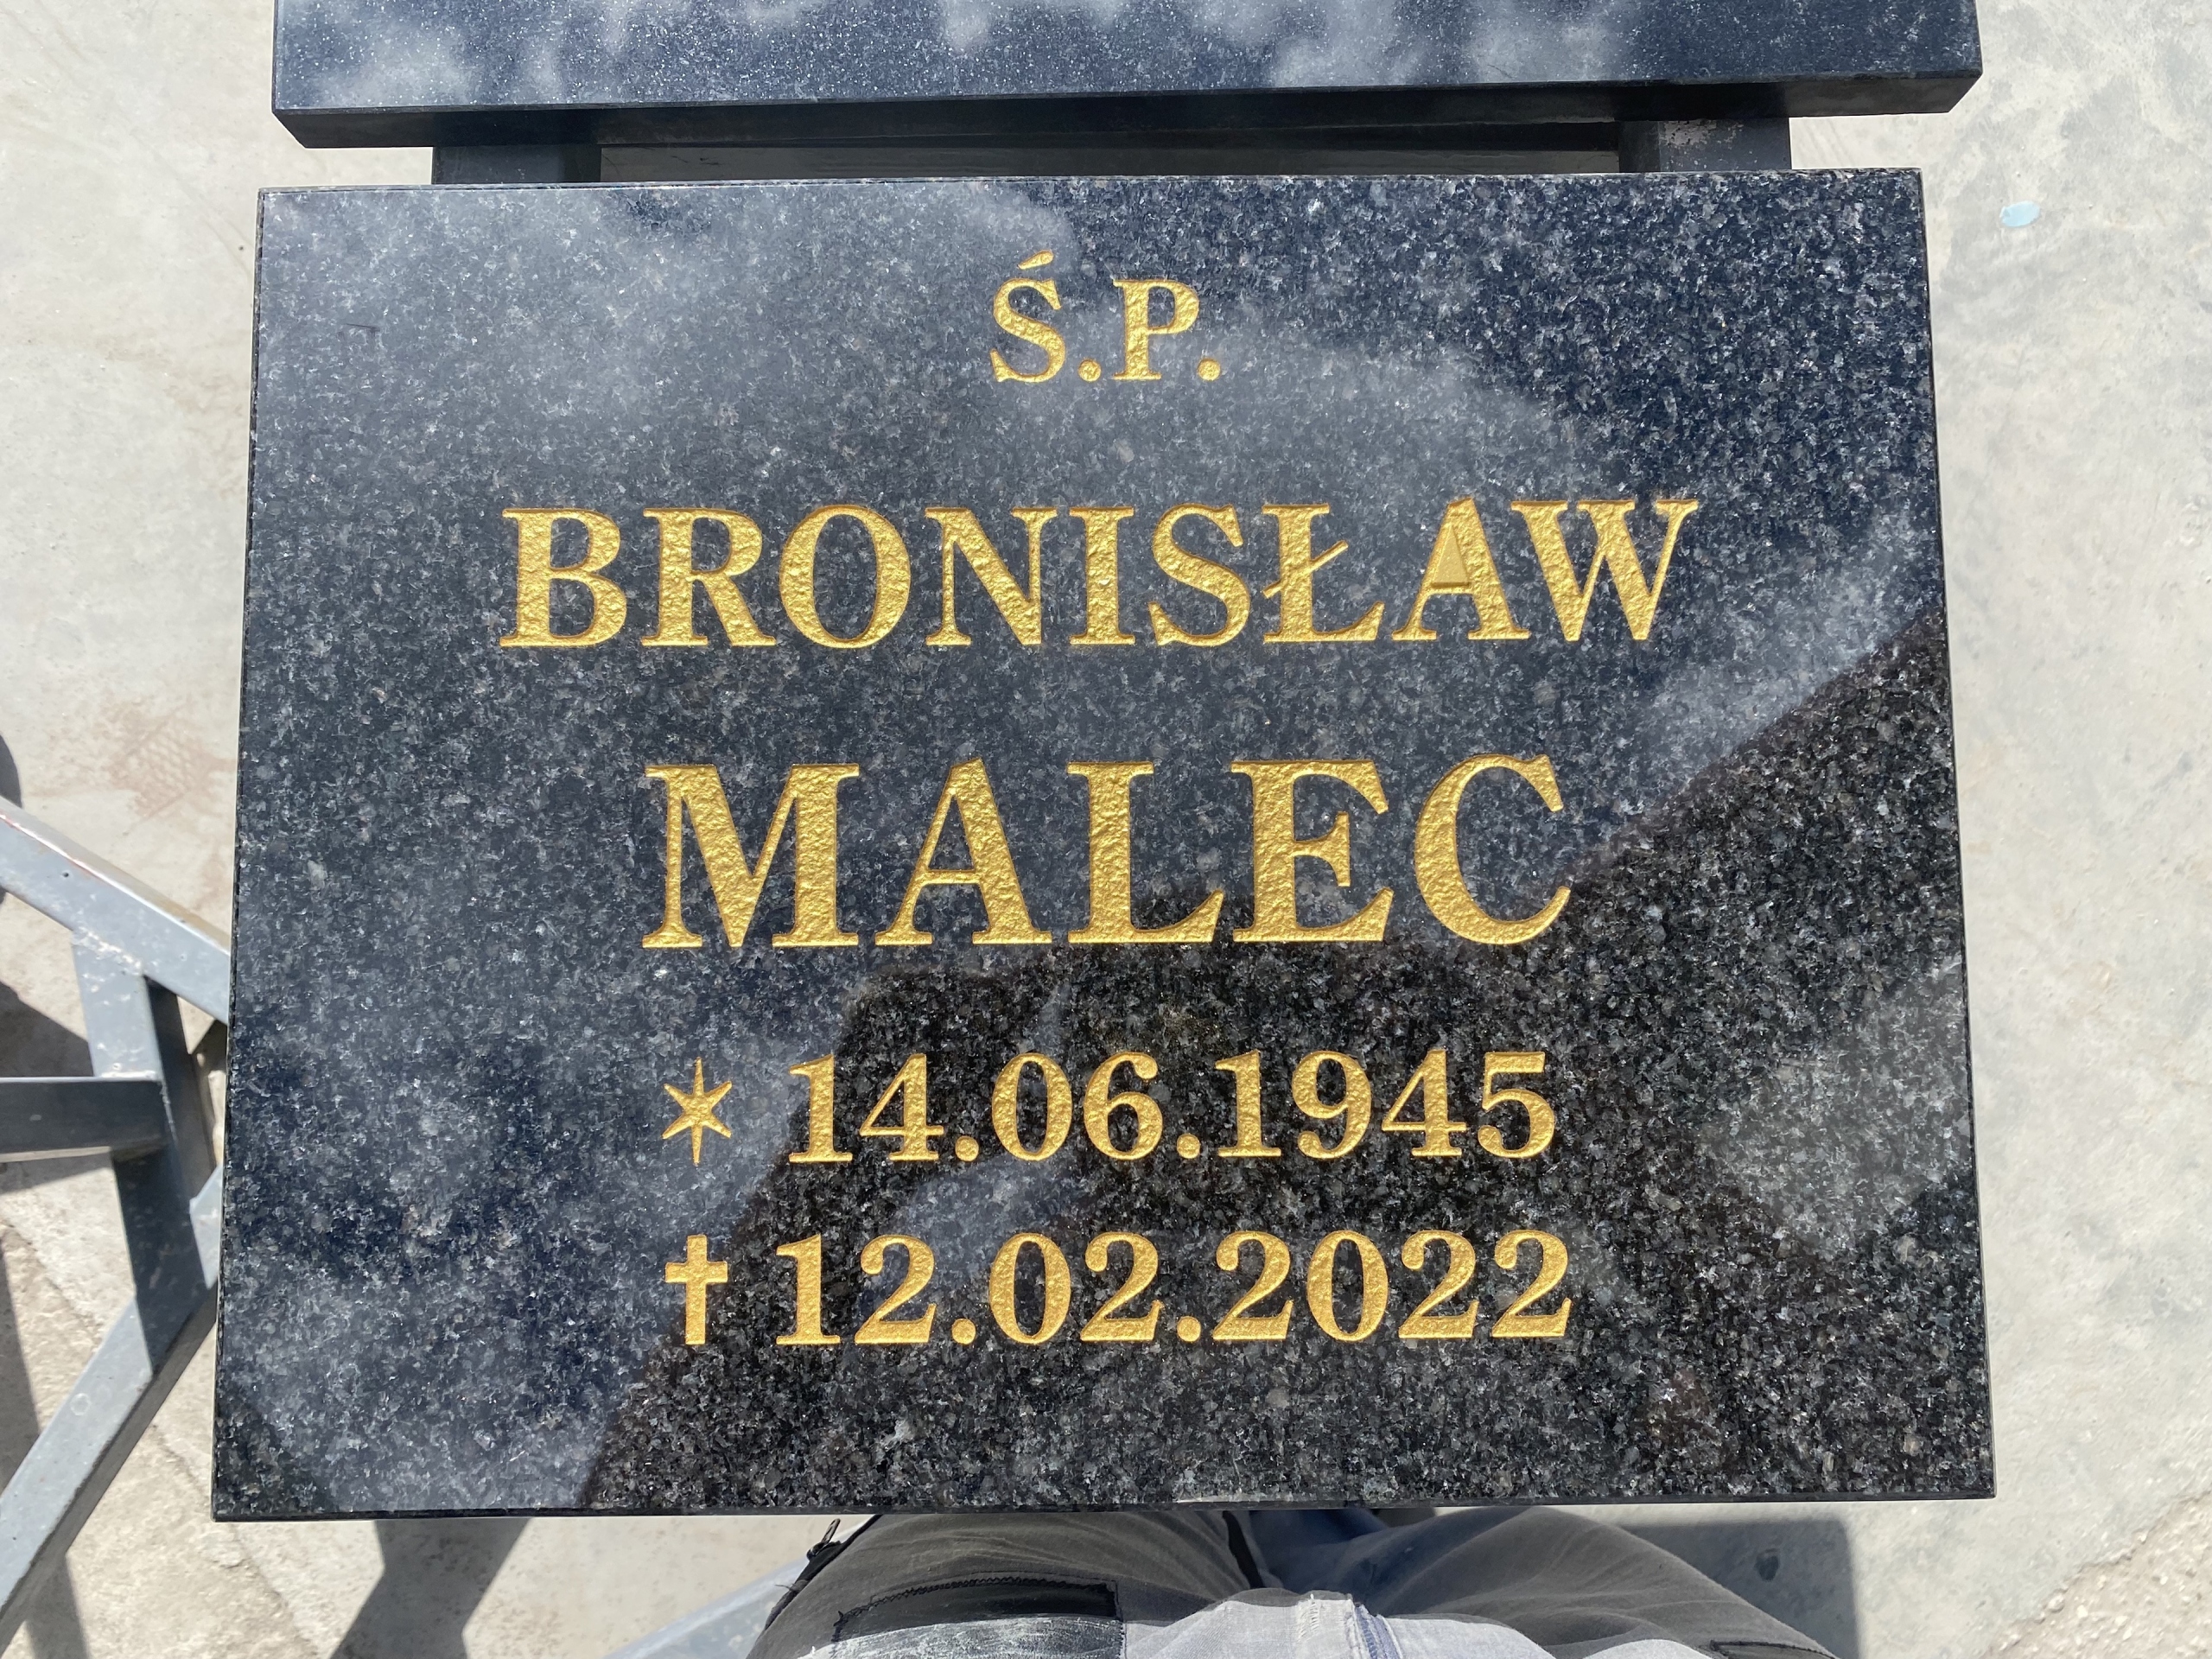 Ś.P.
BRONISŁAW
MALEC
* 14.06.1945
✝ 12.02.2022